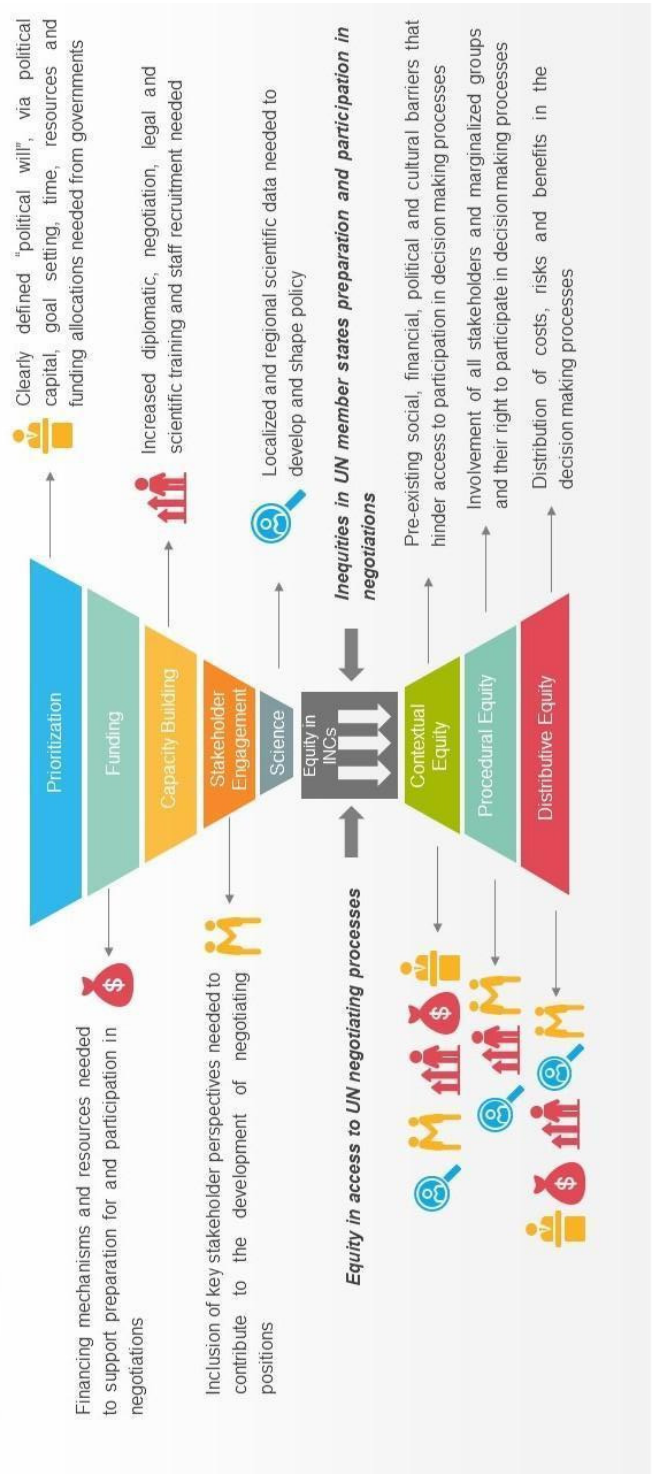 Clearly defined "political will", via political
capital, goal setting, time, resources and
funding allocations needed from governments
Prioritization
Financing mechanisms and resources needed
to support preparation for and participation in
negotiations
$
Funding
Increased diplomatic, negotiation, legal and
scientific training and staff recruitment needed
Capacity Building
Inclusion of key stakeholder perspectives needed to
contribute to the development of negotiating
positions
Stakeholder
Engagement
Localized and regional scientific data needed to
develop and shape policy
Science
Equity in access to UN negotiating processes
Equity in
INCs
Inequities in UN member states preparation and participation in
negotiations
$
Contextual
Equity
Pre-existing social, financial, political and cultural barriers that
hinder access to participation in decision making processes
Procedural Equity
Involvement of all stakeholders and marginalized groups
and their right to participate in decision making processes
$
Distributive Equity
Distribution of costs, risks and benefits in the
decision making processes